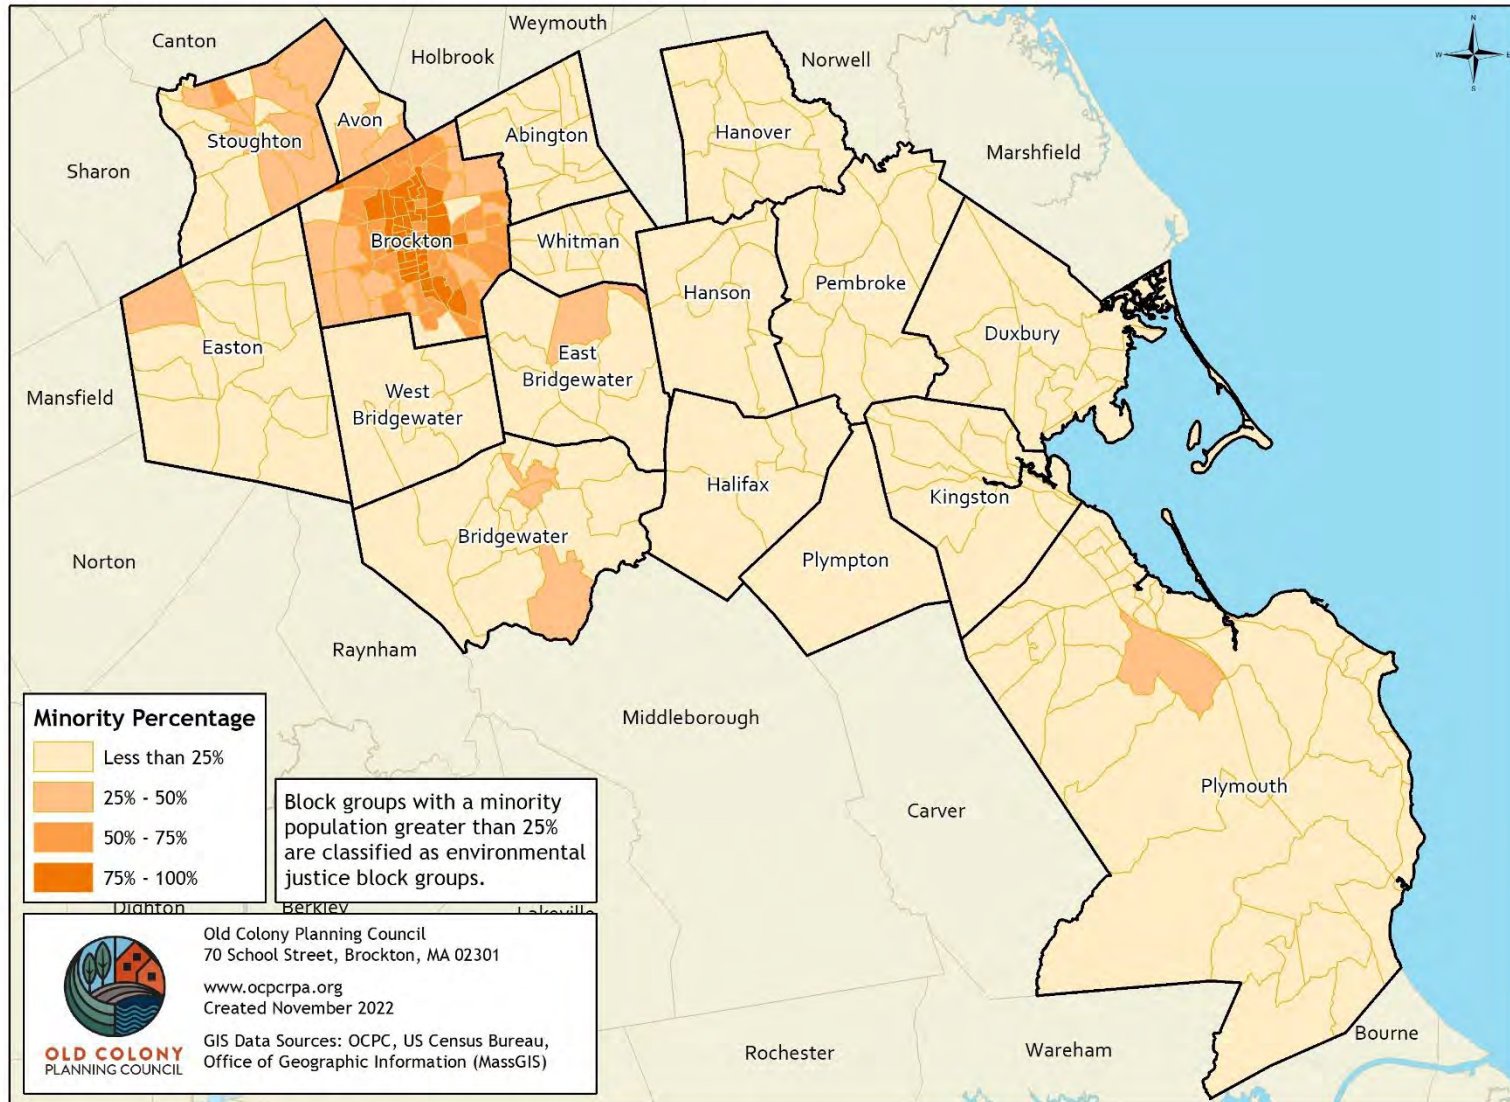 Weymouth
Canton
Holbrook
Norwell
N
W
E
S
Avon
Stoughton
Abington
Hanover
Marshfield
Sharon
Brockton
Whitman
Hanson
Pembroke
Duxbury
Easton
East
Bridgewater
West
Bridgewater
Mansfield
Halifax
Kingston
Bridgewater
Plympton
Norton
Raynham
Middleborough
Plymouth
Carver
Minority Percentage
Less than 25%
25% - 50%
50% - 75%
75% - 100%
Block groups with a minority
population greater than 25%
are classified as environmental
justice block groups.
Dighton
Berkley
Lakeville
Old Colony Planning Council
70 School Street, Brockton, MA 02301
www.ocpcrpa.org
Created November 2022
GIS Data Sources: OCPC, US Census Bureau,
Office of Geographic Information (MassGIS)
OLD COLONY
PLANNING COUNCIL
Rochester
Wareham
Bourne